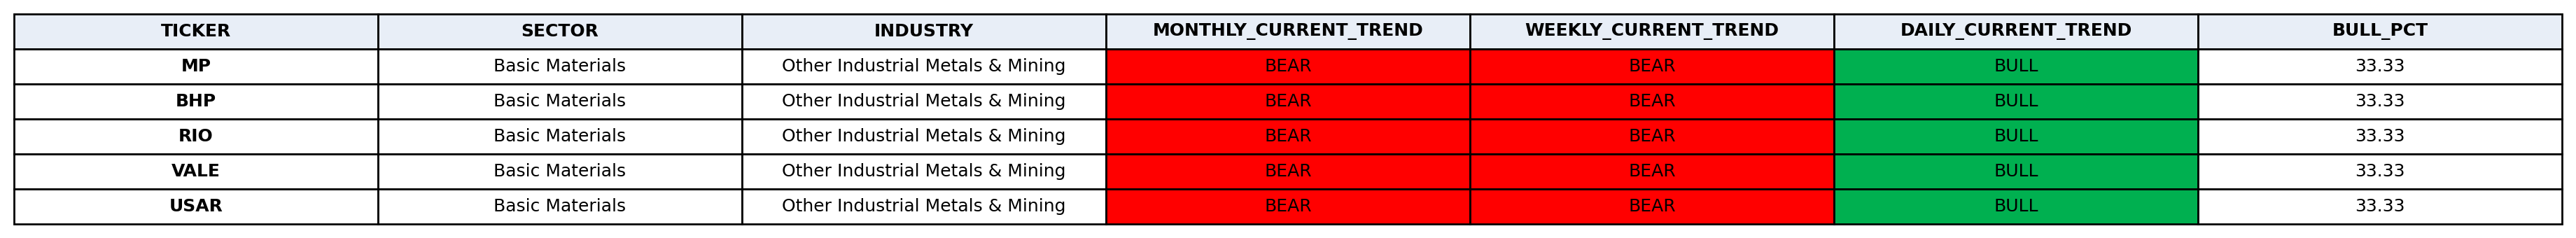 TICKER SECTOR INDUSTRY MONTHLY_CURRENT_TREND WEEKLY_CURRENT_TREND DAILY_CURRENT_TREND BULL_PCT
MP Basic Materials Other Industrial Metals & Mining BEAR BEAR BULL 33.33
BHP Basic Materials Other Industrial Metals & Mining BEAR BEAR BULL 33.33
RIO Basic Materials Other Industrial Metals & Mining BEAR BEAR BULL 33.33
VALE Basic Materials Other Industrial Metals & Mining BEAR BEAR BULL 33.33
USAR Basic Materials Other Industrial Metals & Mining BEAR BEAR BULL 33.33